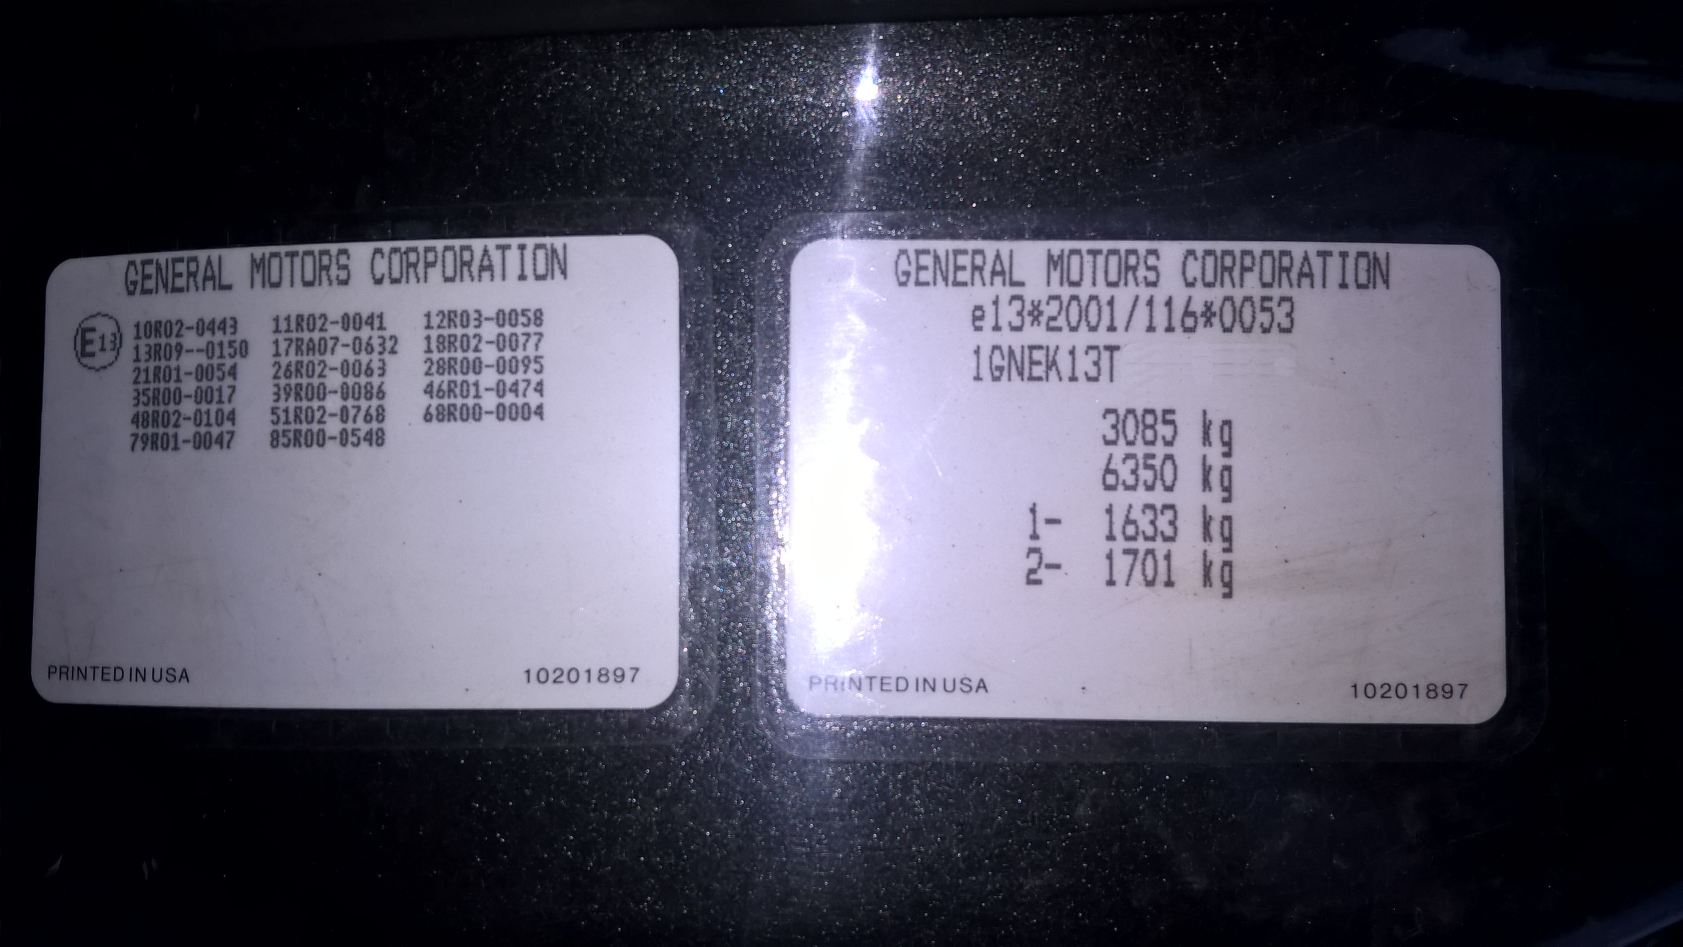 GENERAL MOTORS CORPORATION
E13
10R02-0443 11R02-0041 12R03-0058
13R09--0150 17RA07-0632 18R02-0077
21R01-0054 26R02-0063 28R00-0095
35R00-0017 39R00-0086 46R01-0474
48R02-0104 51R02-0768 68R00-0004
79R01-0047 85R00-0548
PRINTED IN USA 10201897
GENERAL MOTORS CORPORATION
e13*2001/116*0053
1GNEK13T
3085 kg
6350 kg
1- 1633 kg
2- 1701 kg
PRINTED IN USA 10201897